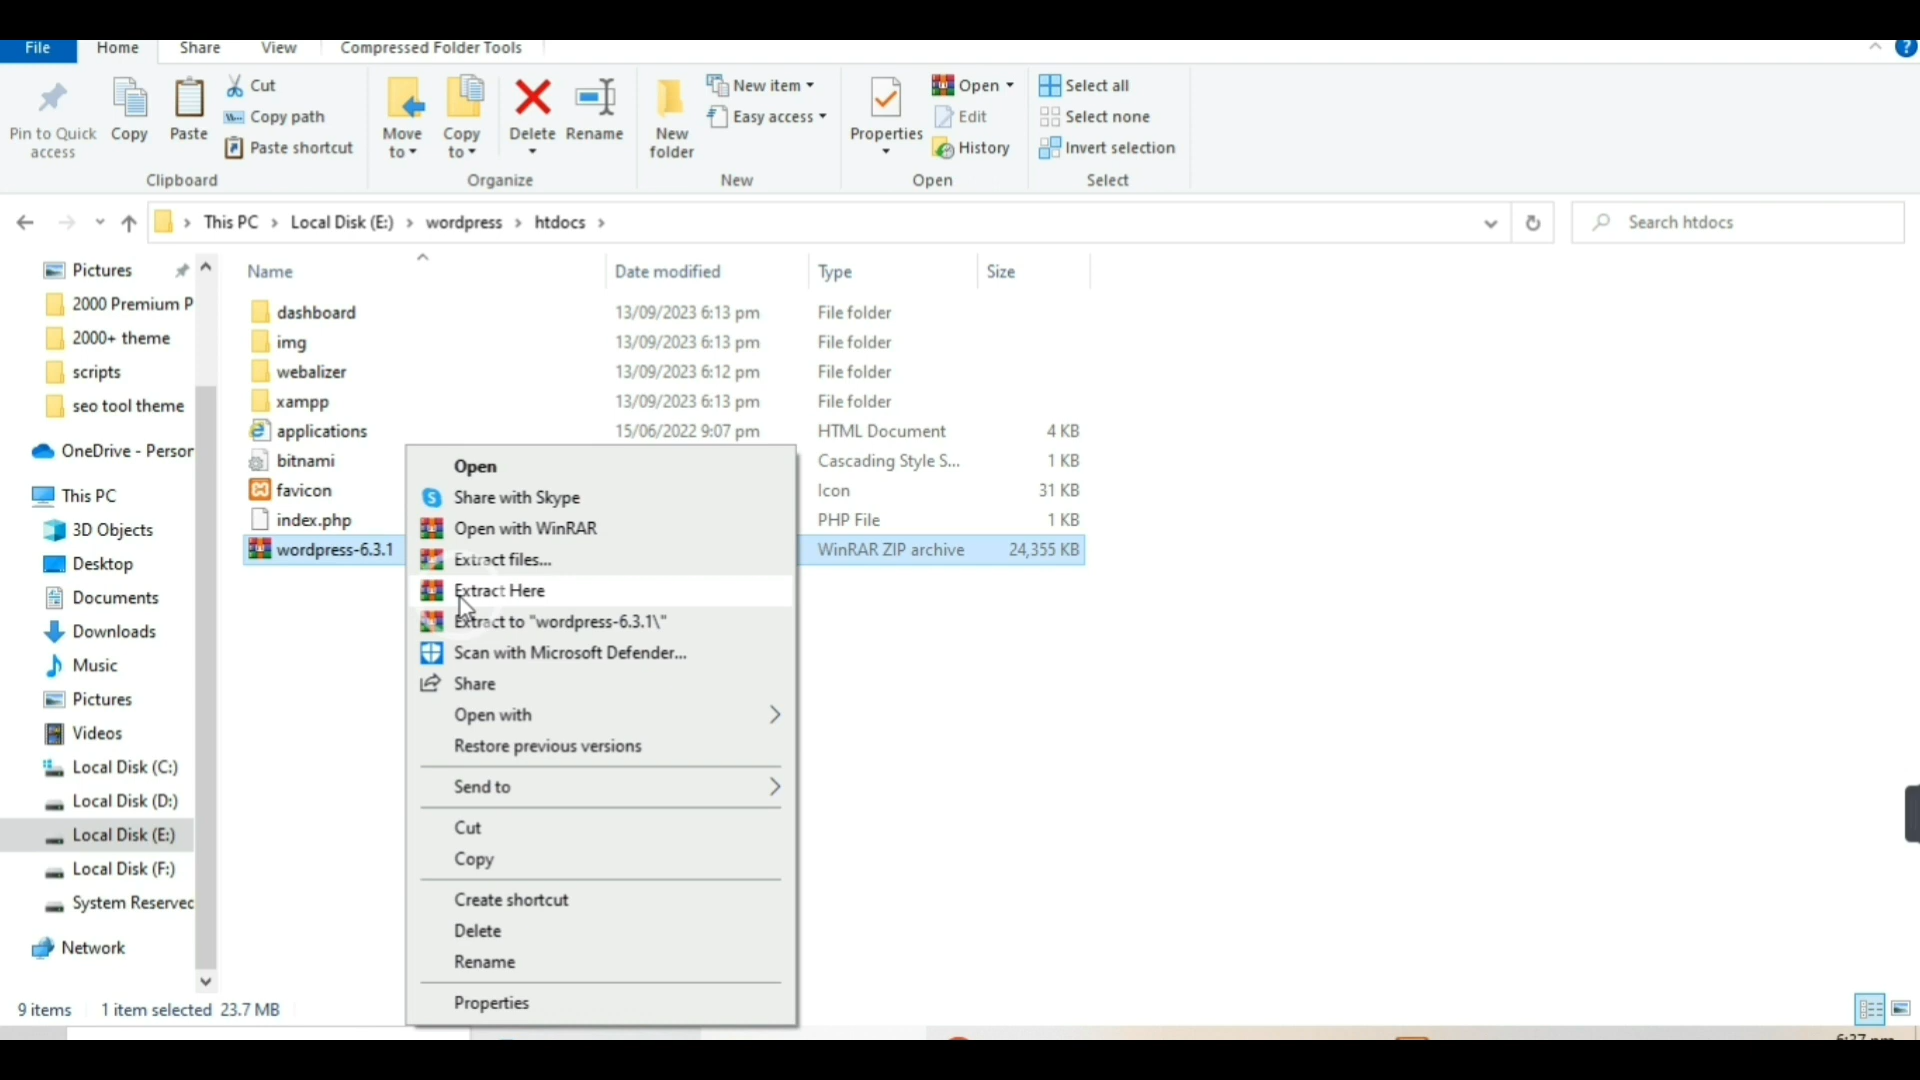 File Home Share View Compressed Folder Tools
Pin to Quick access
Copy
Paste
Cut
Copy path
Paste shortcut
Clipboard
Move to
Copy to
Delete
Rename
Organize
New folder
New item
Easy access
New
Properties
Open
Edit
History
Open
Select all
Select none
Invert selection
Select
This PC > Local Disk (E:) > wordpress > htdocs >
Search htdocs
Pictures
2000 Premium P
2000+ theme
scripts
seo tool theme
OneDrive - Person
This PC
3D Objects
Desktop
Documents
Downloads
Music
Pictures
Videos
Local Disk (C:)
Local Disk (D:)
Local Disk (E:)
Local Disk (F:)
System Reserved
Network
Name Date modified Type Size
dashboard 13/09/2023 6:13 pm File folder
img 13/09/2023 6:13 pm File folder
webalizer 13/09/2023 6:12 pm File folder
xampp 13/09/2023 6:13 pm File folder
applications 15/06/2022 9:07 pm HTML Document 4 KB
bitnami Cascading Style S... 1 KB
favicon Icon 31 KB
index.php PHP File 1 KB
wordpress-6.3.1 WinRAR ZIP archive 24,355 KB
Open
Share with Skype
Open with WinRAR
Extract files...
Extract Here
Extract to "wordpress-6.3.1\"
Scan with Microsoft Defender...
Share
Open with
Restore previous versions
Send to
Cut
Copy
Create shortcut
Delete
Rename
Properties
9 items 1 item selected 23.7 MB